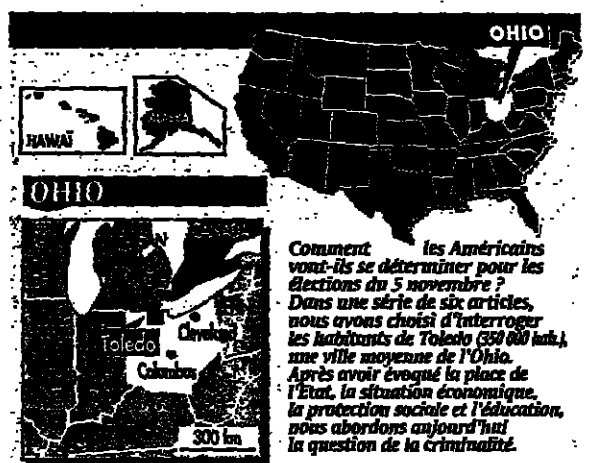 OHIO
HAWAÏ
OHIO
N
Cleveland
Toledo
Columbus
300 km
Comment les Américains
vont-ils se déterminer pour les
élections du 5 novembre ?
Dans une série de six articles,
nous avons choisi d'interroger
les habitants de Toledo (350 000 hab.),
une ville moyenne de l'Ohio.
Après avoir évoqué la place de
l'Etat, la situation économique,
la protection sociale et l'éducation,
nous abordons aujourd'hui
la question de la criminalité.